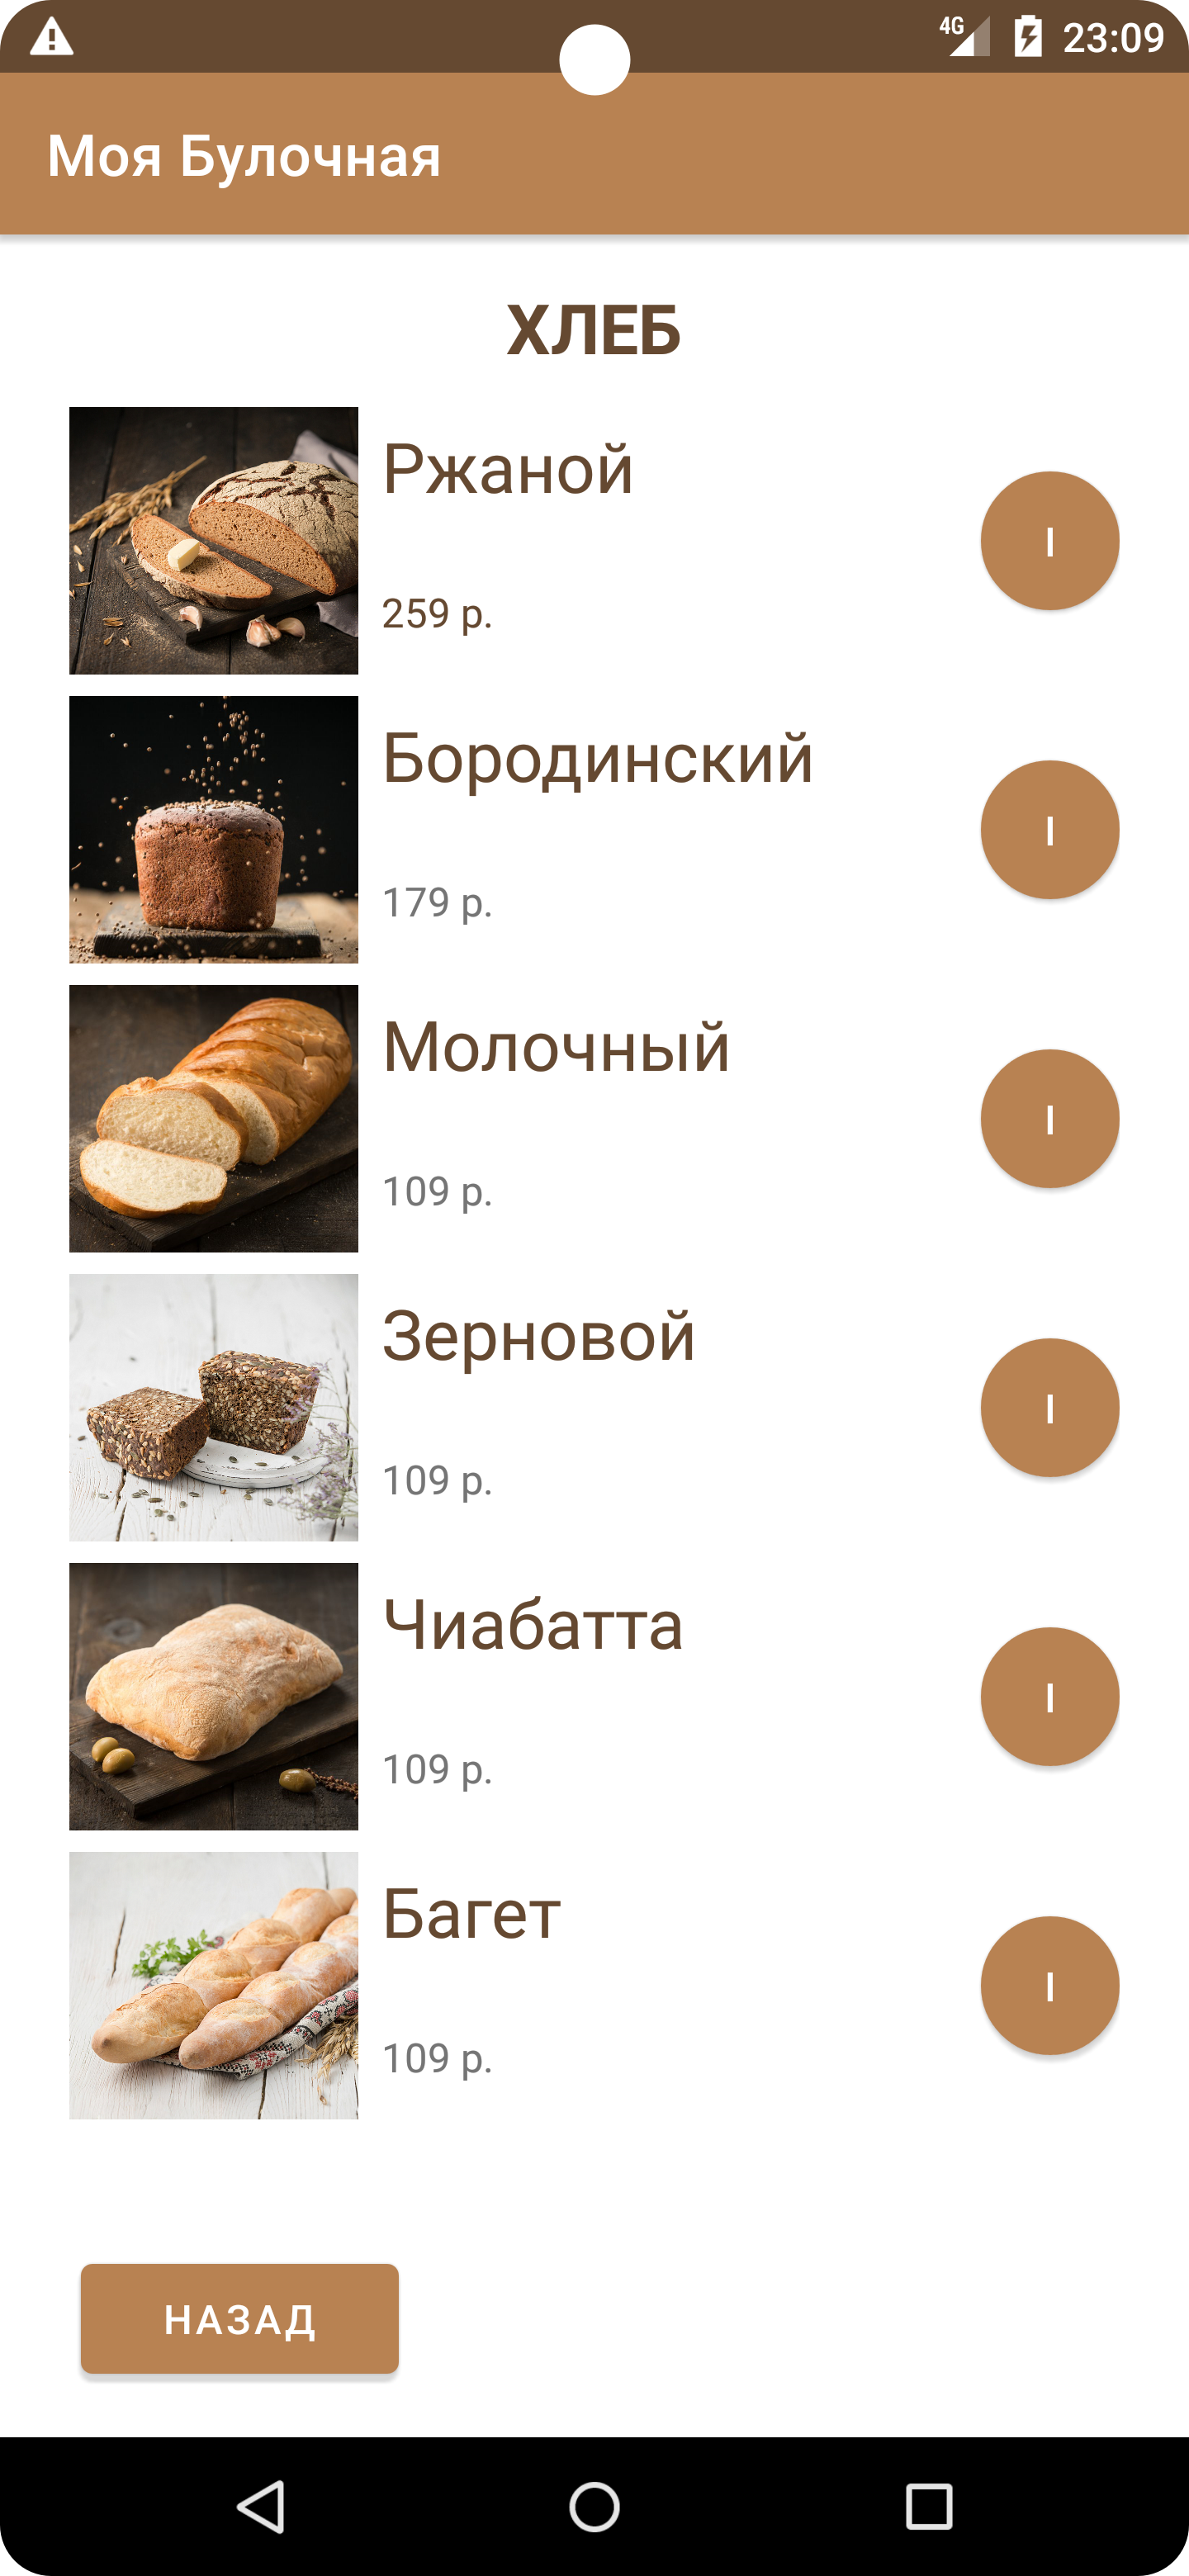 4G 23:09
Моя Булочная
ХЛЕБ
Ржаной
I
259 р.
Бородинский
I
179 р.
Молочный
I
109 р.
Зерновой
I
109 р.
Чиабатта
I
109 р.
Багет
I
109 р.
НАЗАД